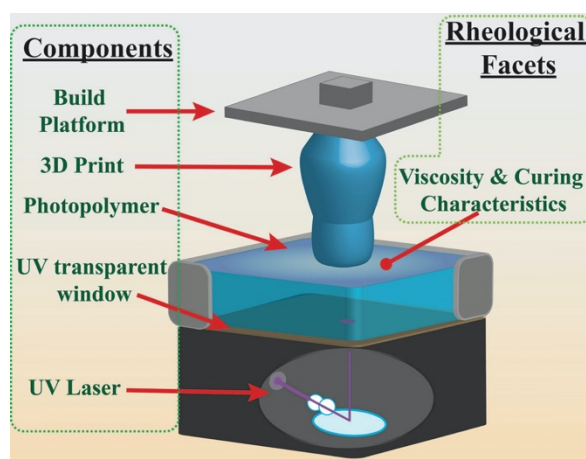 Components
Build
Platform
3D Print
Photopolymer
UV transparent
window
UV Laser
Rheological
Facets
Viscosity & Curing
Characteristics